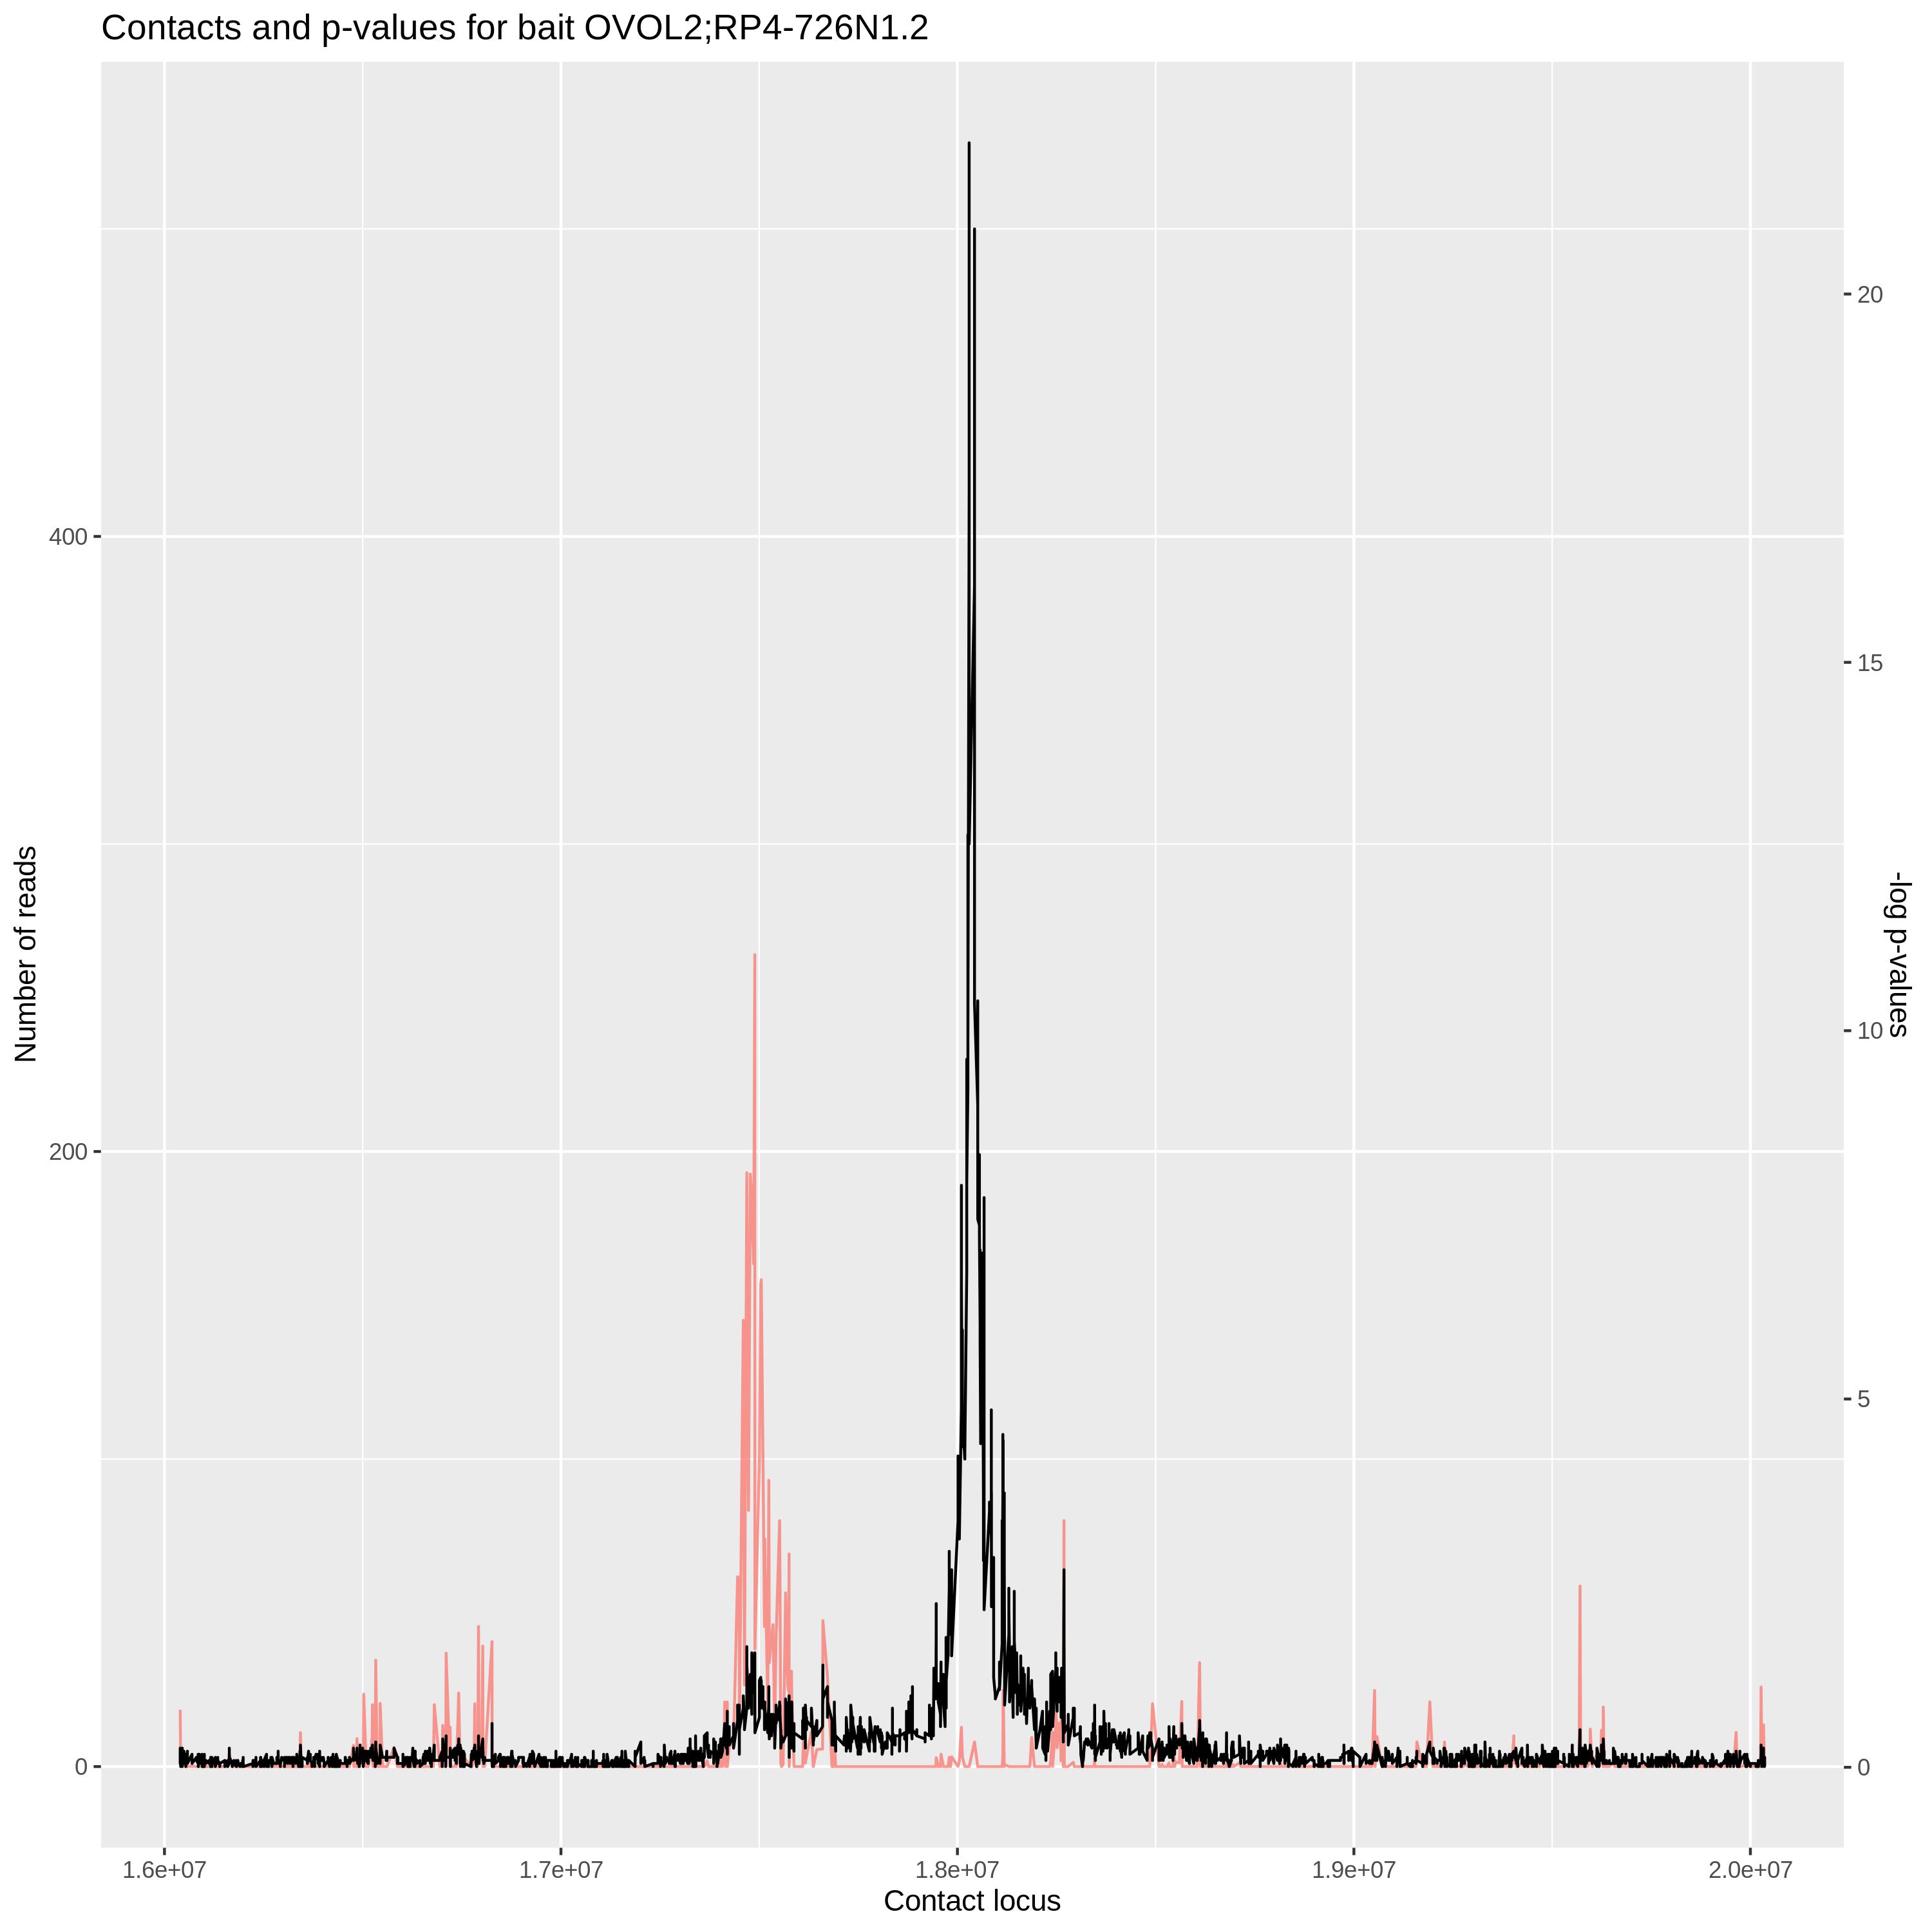 Contacts and p-values for bait OVOL2;RP4-726N1.2
Number of reads
400
200
0
20
15
10
5
0
-log p-values
1.6e+07
1.7e+07
1.8e+07
1.9e+07
2.0e+07
Contact locus